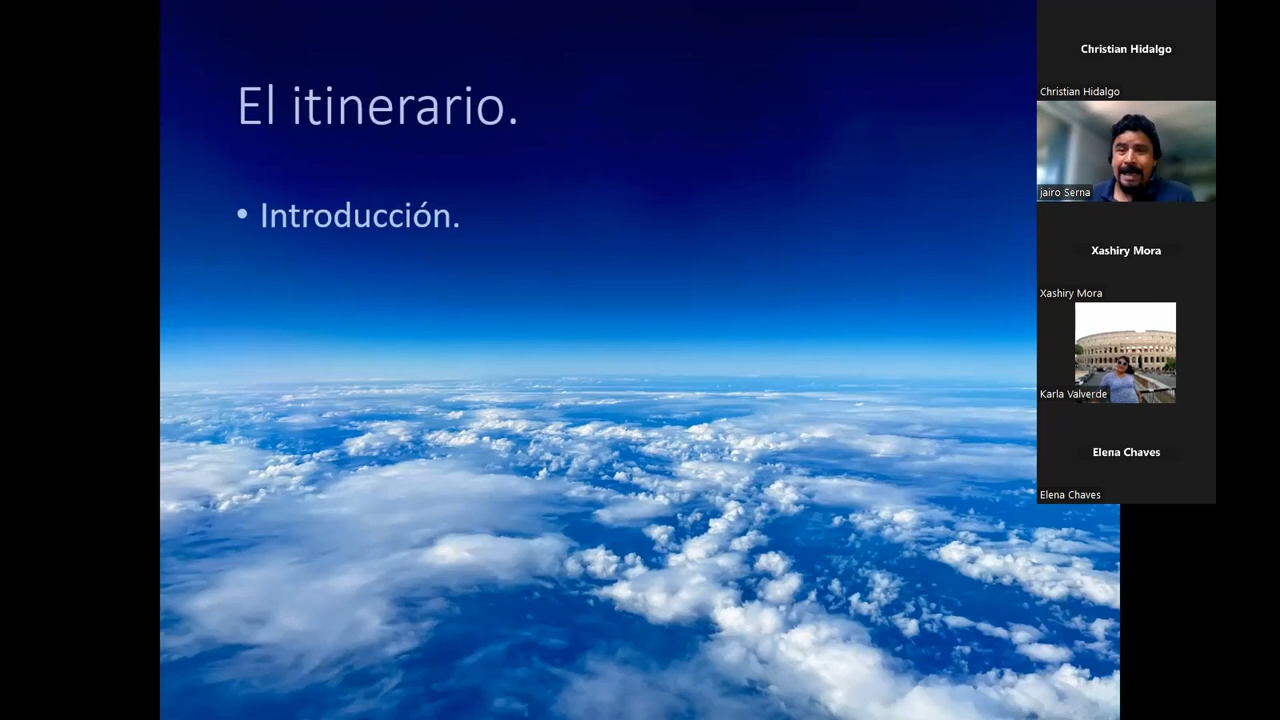 El itinerario.
• Introducción.
Christian Hidalgo
Christian Hidalgo
jairo Serna
Xashiry Mora
Xashiry Mora
Karla Valverde
Elena Chaves
Elena Chaves